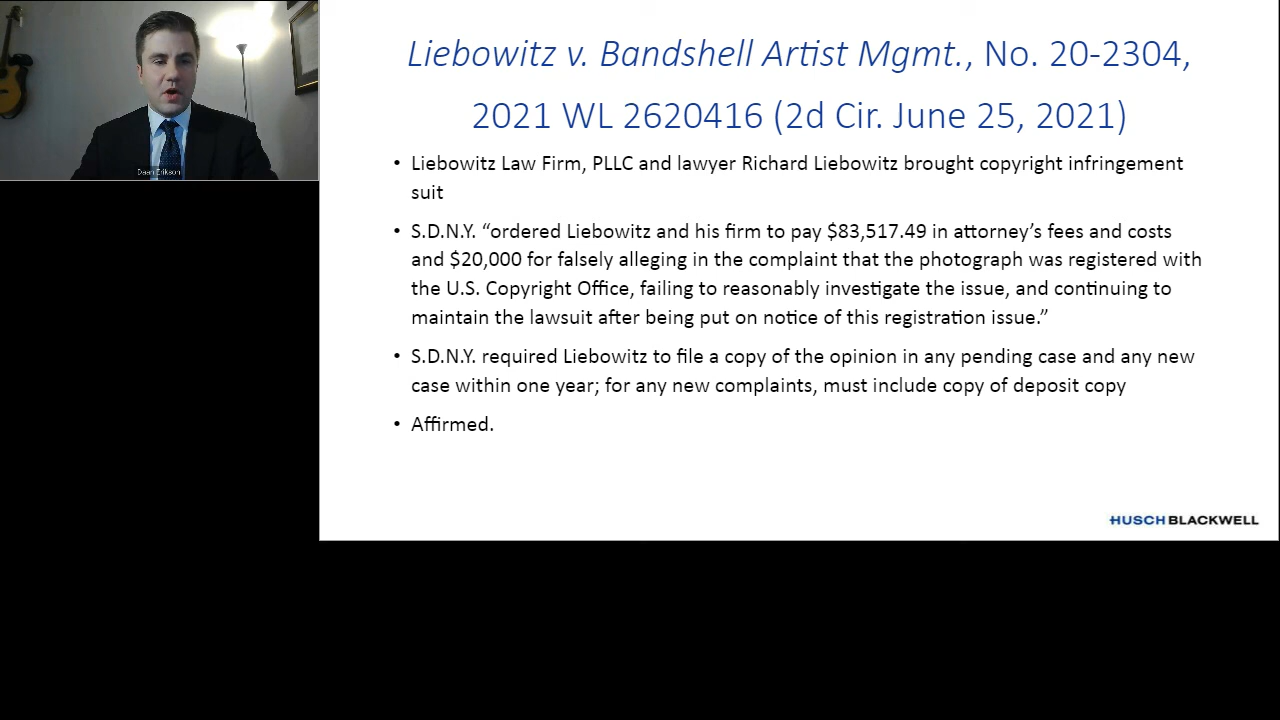 Liebowitz v. Bandshell Artist Mgmt., No. 20-2304,
2021 WL 2620416 (2d Cir. June 25, 2021)
• Liebowitz Law Firm, PLLC and lawyer Richard Liebowitz brought copyright infringement
suit
• S.D.N.Y. “ordered Liebowitz and his firm to pay $83,517.49 in attorney’s fees and costs
and $20,000 for falsely alleging in the complaint that the photograph was registered with
the U.S. Copyright Office, failing to reasonably investigate the issue, and continuing to
maintain the lawsuit after being put on notice of this registration issue.”
• S.D.N.Y. required Liebowitz to file a copy of the opinion in any pending case and any new
case within one year; for any new complaints, must include copy of deposit copy
• Affirmed.
HUSCH BLACKWELL
Daan Erikson